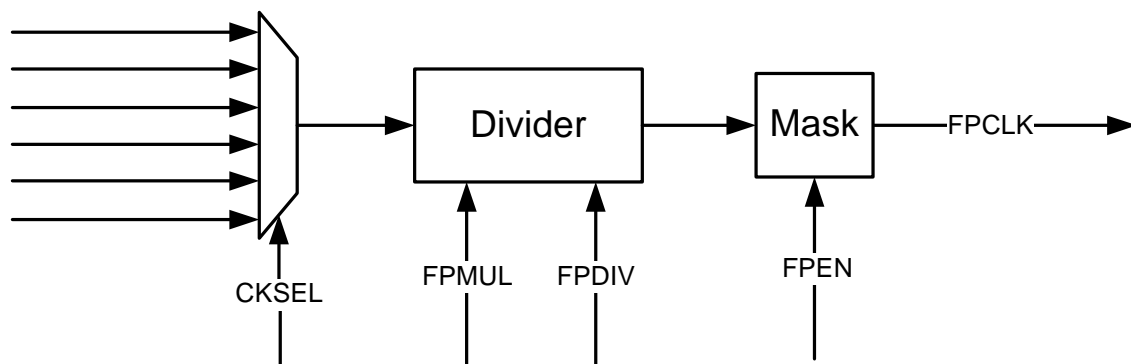 Divider
Mask
FPCLK
CKSEL
FPMUL
FPDIV
FPEN